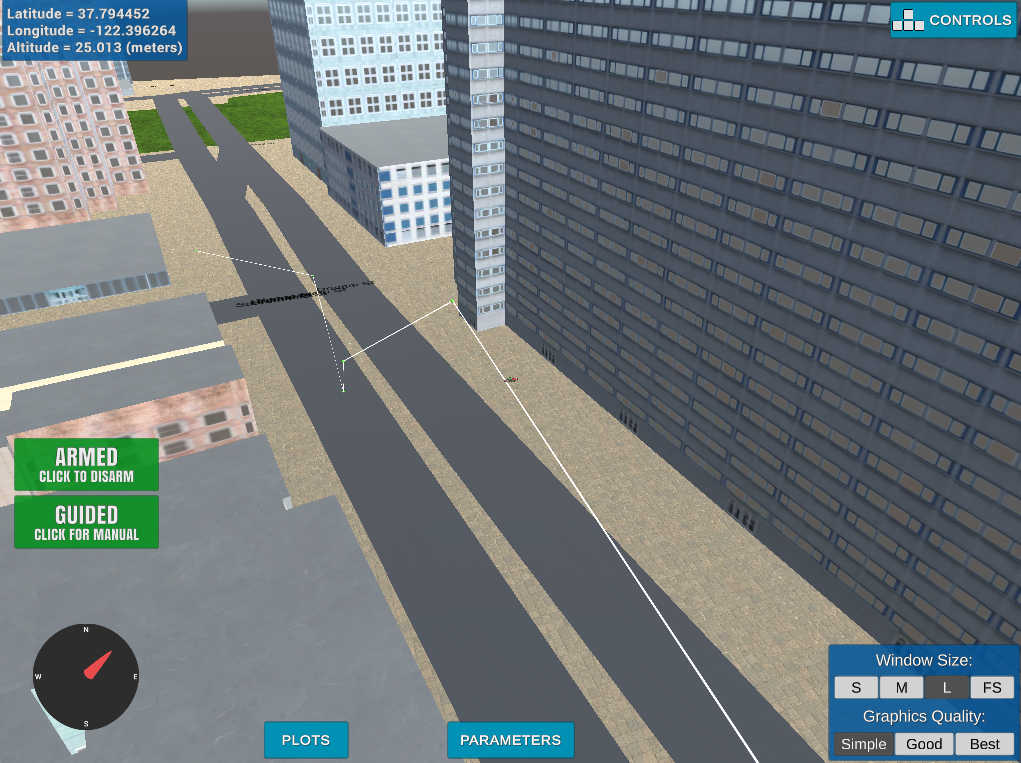 Latitude = 37.794452
Longitude = -122.396264
Altitude = 25.013 (meters)
CONTROLS
ARMED
CLICK TO DISARM
GUIDED
CLICK FOR MANUAL
N
W
E
S
PLOTS
PARAMETERS
Window Size:
S
M
L
FS
Graphics Quality:
Simple
Good
Best